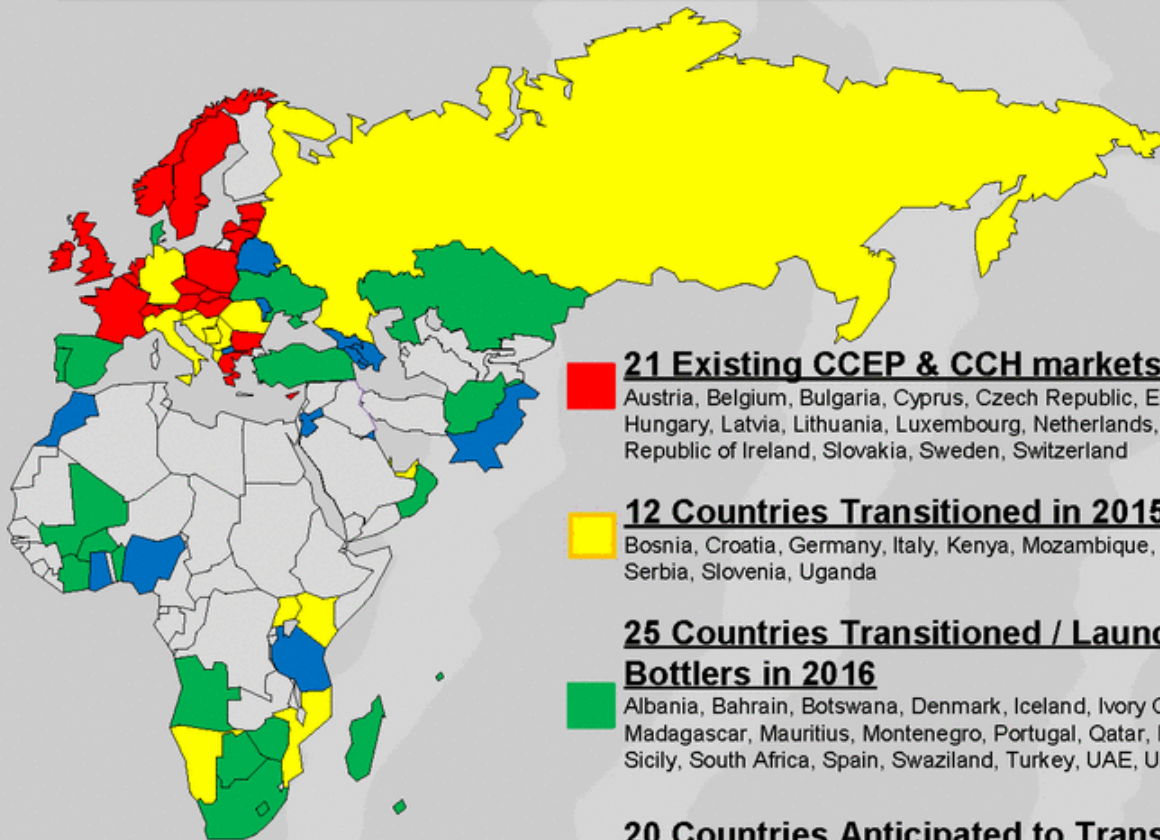 21 Existing CCEP & CCH markets
Austria, Belgium, Bulgaria, Cyprus, Czech Republic, E
Hungary, Latvia, Lithuania, Luxembourg, Netherlands,
Republic of Ireland, Slovakia, Sweden, Switzerland
12 Countries Transitioned in 2015
Bosnia, Croatia, Germany, Italy, Kenya, Mozambique,
Serbia, Slovenia, Uganda
25 Countries Transitioned / Launc
Bottlers in 2016
Albania, Bahrain, Botswana, Denmark, Iceland, Ivory C
Madagascar, Mauritius, Montenegro, Portugal, Qatar,
Sicily, South Africa, Spain, Swaziland, Turkey, UAE, U
20 Countries Anticipated to Trans